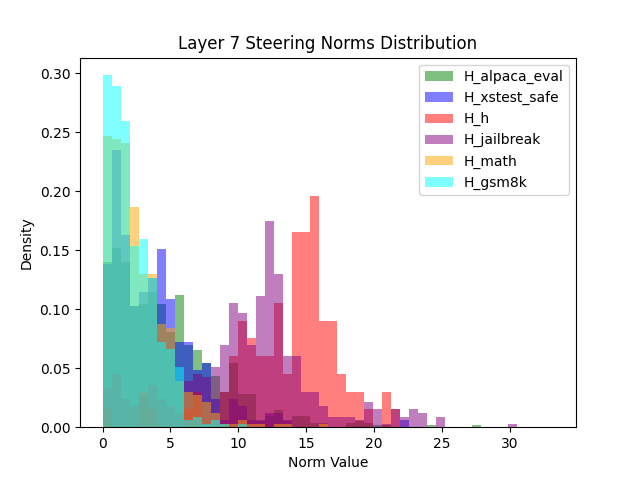 Layer 7 Steering Norms Distribution
H_alpaca_eval
H_xstest_safe
H_h
H_jailbreak
H_math
H_gsm8k
0.30
0.25
0.20
0.15
0.10
0.05
0.00
Density
0 5 10 15 20 25 30
Norm Value